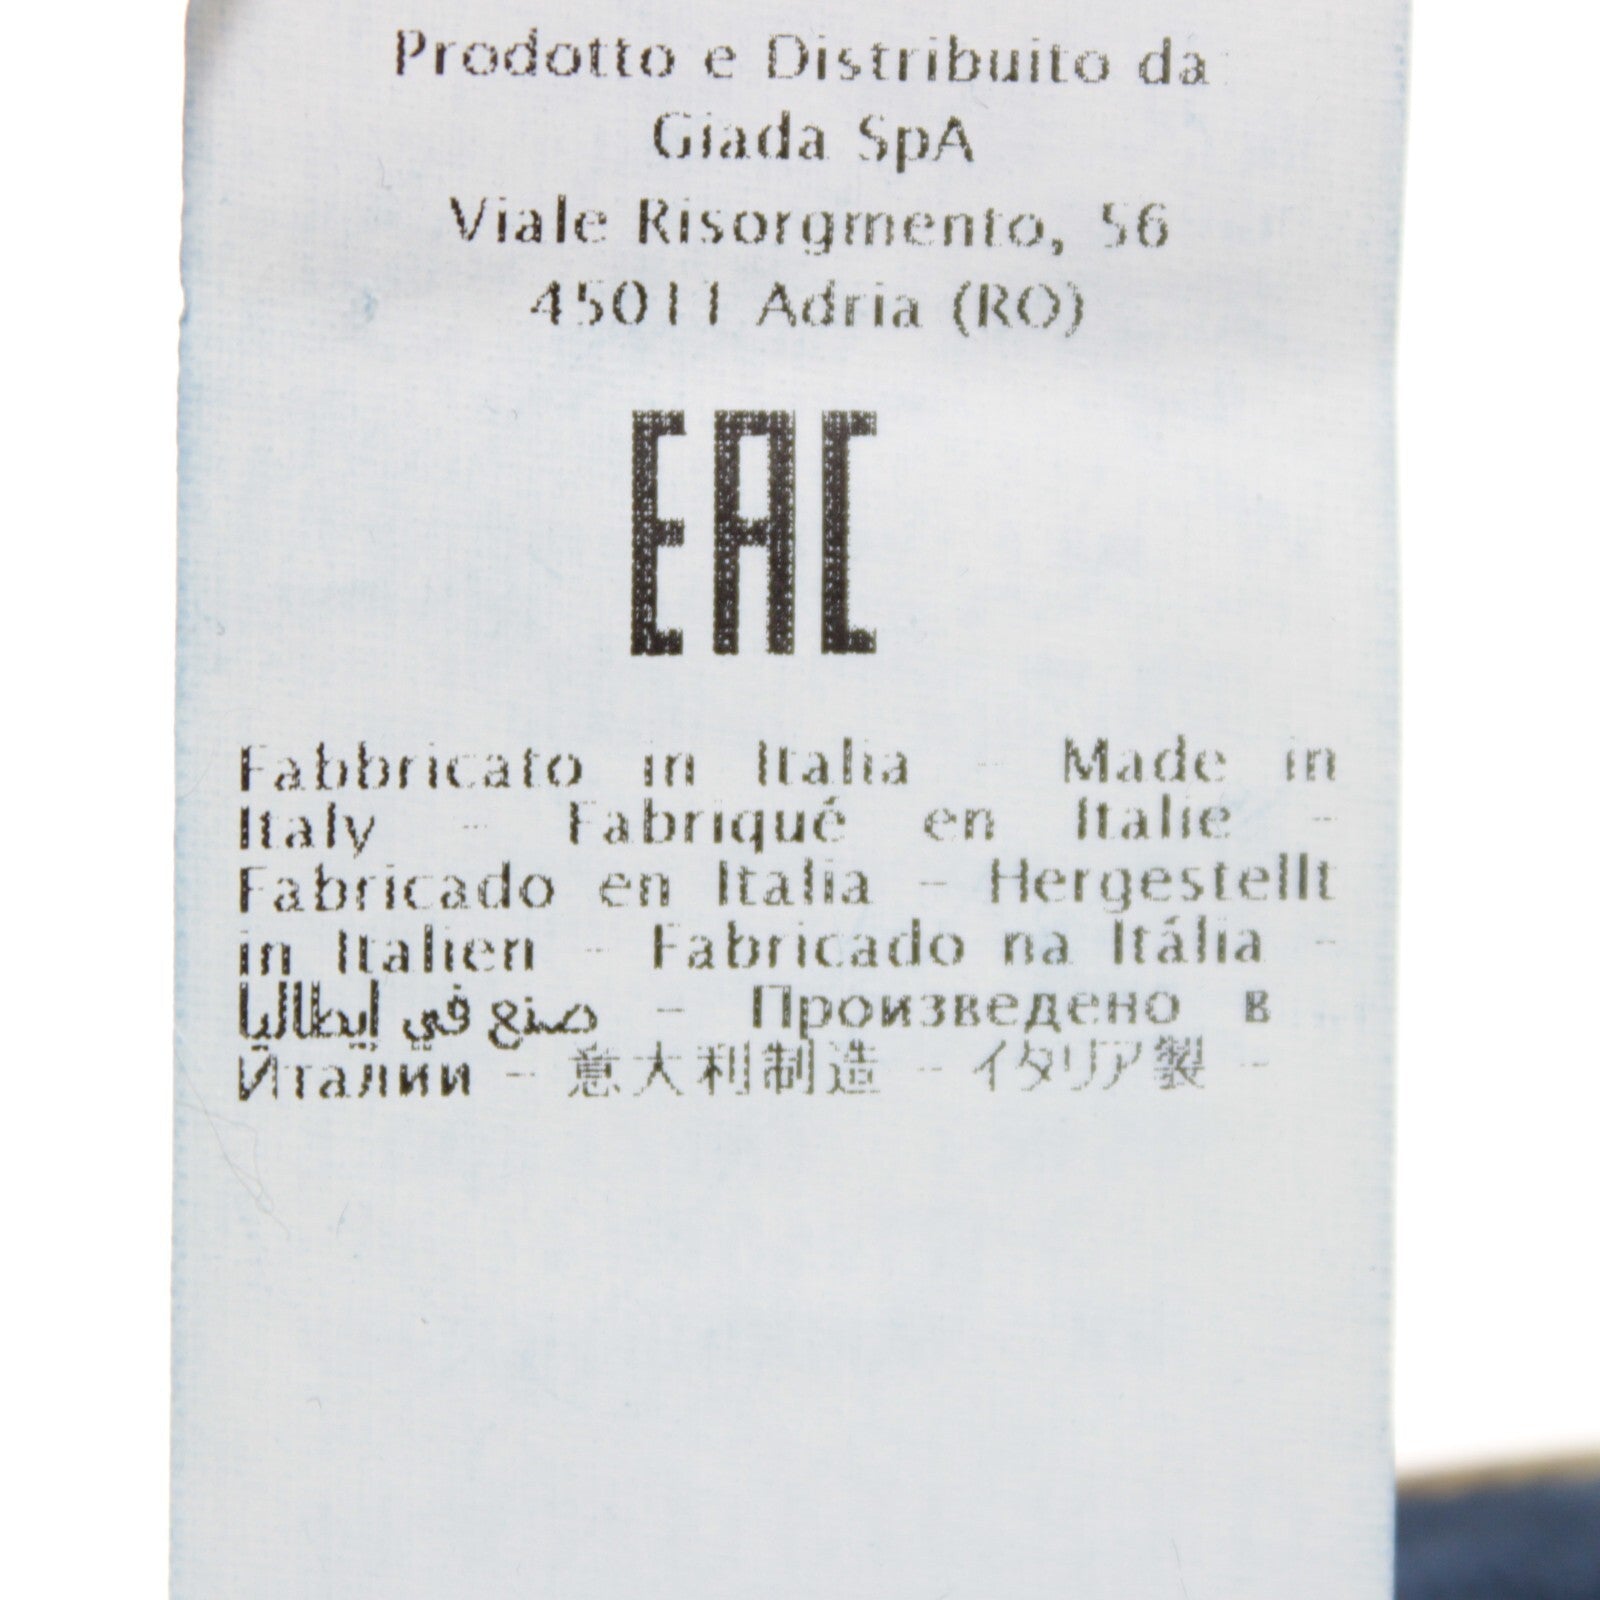 Prodotto e Distribuito da
Giada SpA
Viale Risorgmento, 56
45011 Adria (RO)
EAC
Fabbricato in Italia - Made in
Italy - Fabriqué en Italie -
Fabricado en Italia - Hergestellt
in Italien - Fabricado na Itália -
صنع في إيطاليا - Произведено в
Италии - 意大利制造 - イタリア製 -